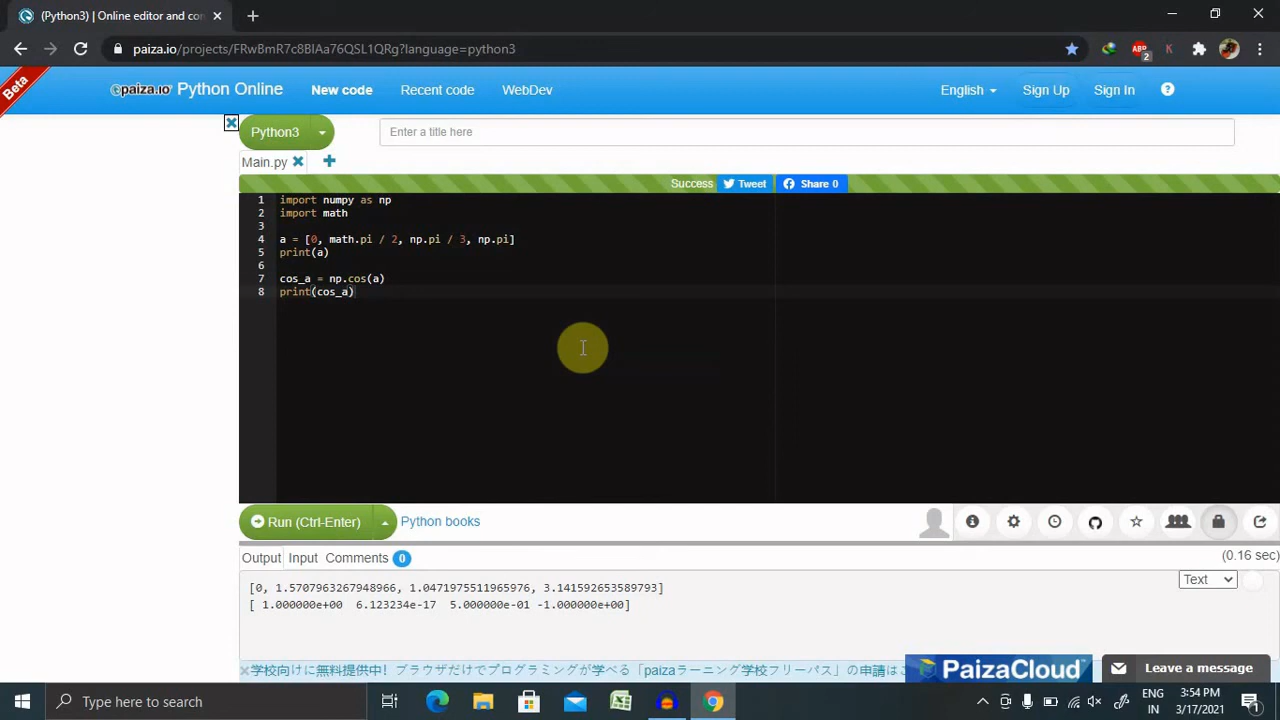 (Python3) | Online editor and con
paiza.io/projects/FRwBmR7c8BIAa76QSL1QRg?language=python3
ABP
2
K
Beta
paiza.io Python Online
New code
Recent code
WebDev
English
Sign Up
Sign In
Python3
Enter a title here
Main.py
Success
Tweet
Share 0
1 import numpy as np
2 import math
3
4 a = [0, math.pi / 2, np.pi / 3, np.pi]
5 print(a)
6
7 cos_a = np.cos(a)
8 print(cos_a)
Run (Ctrl-Enter)
Python books
Output
Input
Comments 0
(0.16 sec)
[0, 1.5707963267948966, 1.0471975511965976, 3.141592653589793]
[ 1.000000e+00 6.123234e-17 5.000000e-01 -1.000000e+00]
Text
学校向けに無料提供中! ブラウザだけでプログラミングが学べる「paizaラーニング学校フリーパス」の申請は
PaizaCloud
Leave a message
Type here to search
ENG
IN
3:54 PM
3/17/2021
1